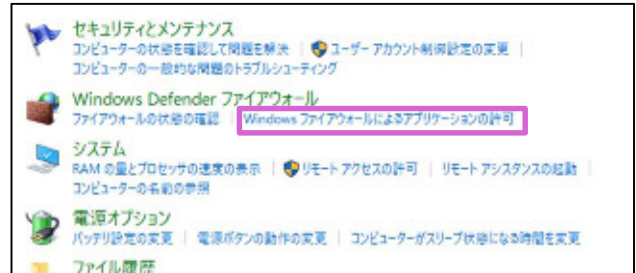 セキュリティとメンテナンス
コンピューターの状態を確認して問題を解決 | ユーザー アカウント制御設定の変更 |
コンピューターの一般的な問題のトラブルシューティング
Windows Defender ファイアウォール
ファイアウォールの状態の確認 | Windows ファイアウォールによるアプリケーションの許可
システム
RAM の量とプロセッサの速度の表示 | リモート アクセスの許可 | リモート アシスタンスの起動 |
コンピューターの名前の参照
電源オプション
バッテリ設定の変更 | 電源ボタンの動作の変更 | コンピューターがスリープ状態になる時間を変更
ファイル履歴